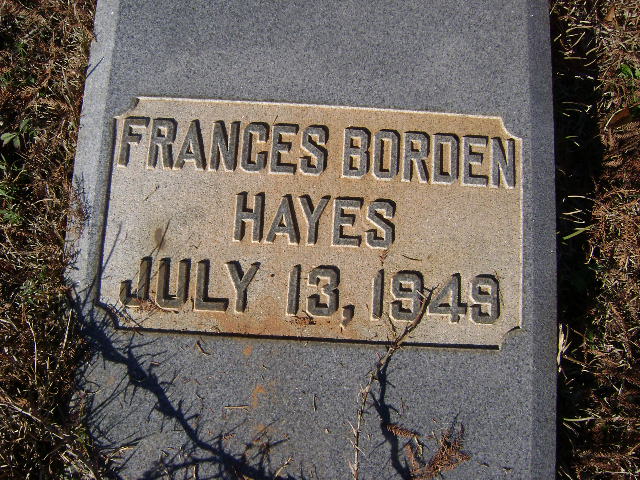 FRANCES BORDEN
HAYES
JULY 13, 1949